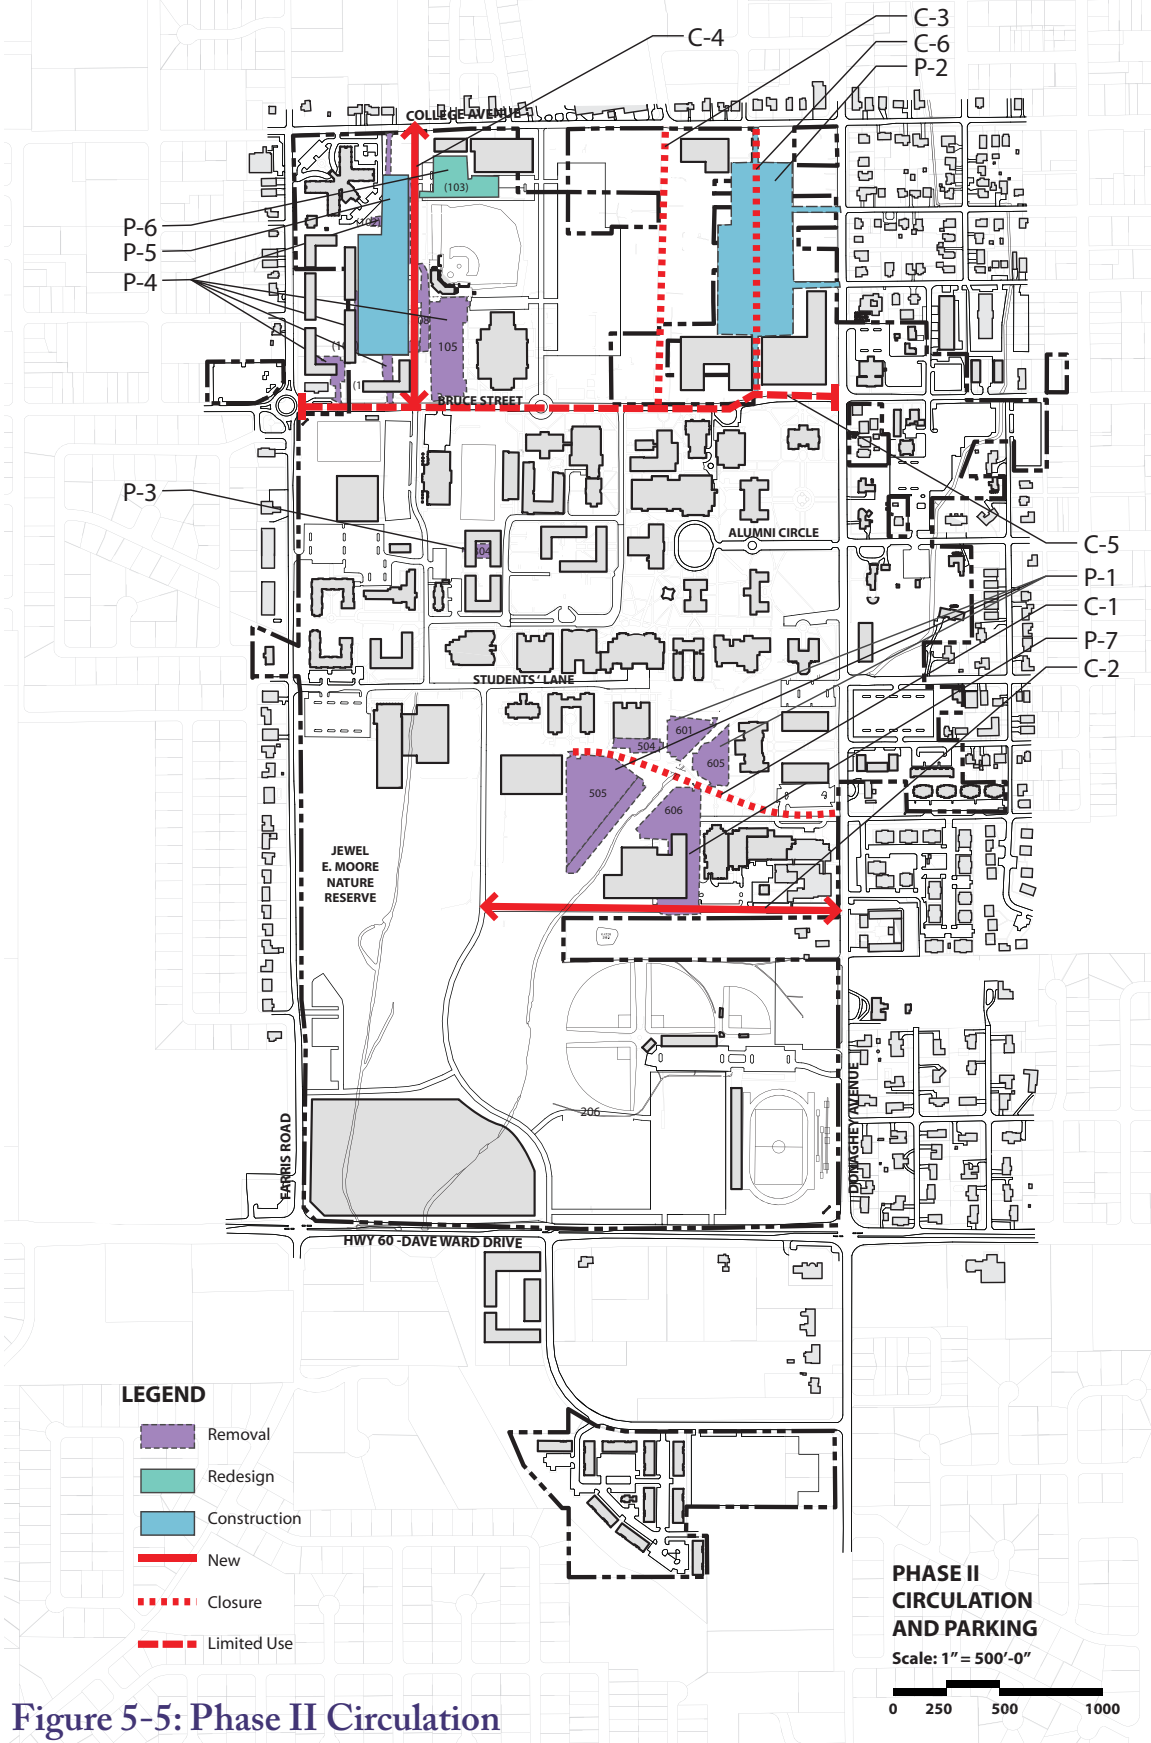 C-3
C-4
C-6
P-2
COLLEGE AVENUE
(103)
P-6
P-5
P-4
105
BRUCE STREET
P-3
ALUMNI CIRCLE
C-5
P-1
C-1
P-7
C-2
STUDENTS' LANE
601
504
605
505
606
JEWEL
E. MOORE
NATURE
RESERVE
206
FARRIS ROAD
DONAGHEY AVENUE
HWY 60 -DAVE WARD DRIVE
LEGEND
Removal
Redesign
Construction
New
Closure
Limited Use
PHASE II
CIRCULATION
AND PARKING
Scale: 1" = 500'-0"
0 250 500 1000
Figure 5-5: Phase II Circulation